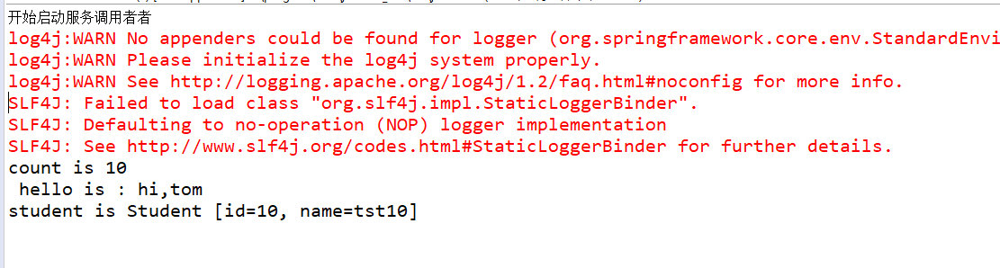 开始启动服务调用者者
log4j:WARN No appenders could be found for logger (org.springframework.core.env.StandardEnvi
log4j:WARN Please initialize the log4j system properly.
log4j:WARN See http://logging.apache.org/log4j/1.2/faq.html#noconfig for more info.
SLF4J: Failed to load class "org.slf4j.impl.StaticLoggerBinder".
SLF4J: Defaulting to no-operation (NOP) logger implementation
SLF4J: See http://www.slf4j.org/codes.html#StaticLoggerBinder for further details.
count is 10
 hello is : hi,tom
student is Student [id=10, name=tst10]